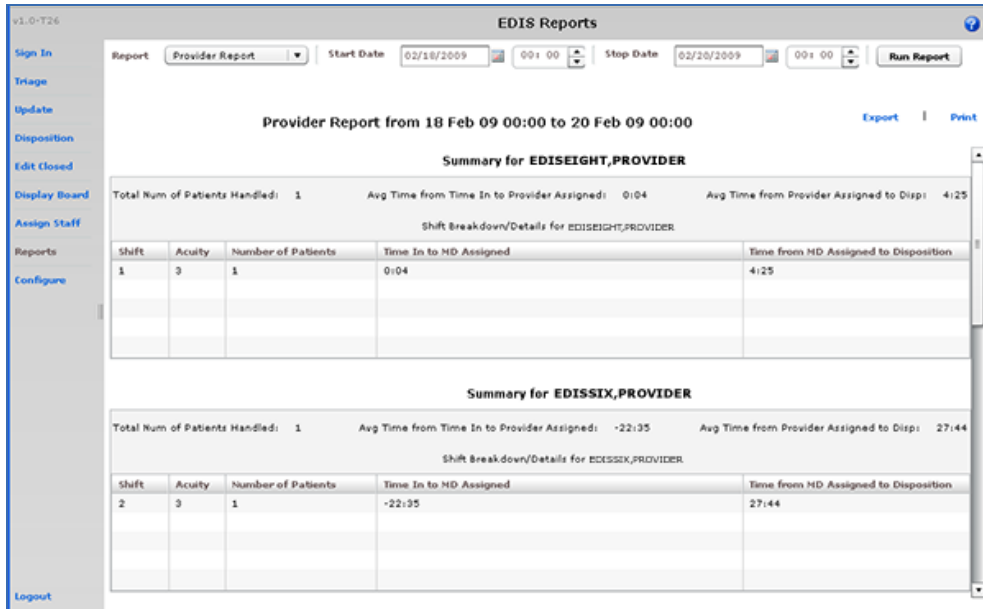 v1.0-T26
EDIS Reports
?
Sign In
Triage
Update
Disposition
Edit Closed
Display Board
Assign Staff
Reports
Configure
Logout
Report Provider Report Start Date 02/18/2009 00: 00 Stop Date 02/20/2009 00: 00 Run Report
Provider Report from 18 Feb 09 00:00 to 20 Feb 09 00:00 Export | Print
Summary for EDISEIGHT,PROVIDER
Total Num of Patients Handled: 1 Avg Time from Time In to Provider Assigned: 0:04 Avg Time from Provider Assigned to Disp: 4:25
Shift Breakdown/Details for EDISEIGHT,PROVIDER
Shift Acuity Number of Patients Time In to MD Assigned Time from MD Assigned to Disposition
1 3 1 0:04 4:25
Summary for EDISSIX,PROVIDER
Total Num of Patients Handled: 1 Avg Time from Time In to Provider Assigned: -22:35 Avg Time from Provider Assigned to Disp: 27:44
Shift Breakdown/Details for EDISSIX,PROVIDER
Shift Acuity Number of Patients Time In to MD Assigned Time from MD Assigned to Disposition
2 3 1 -22:35 27:44